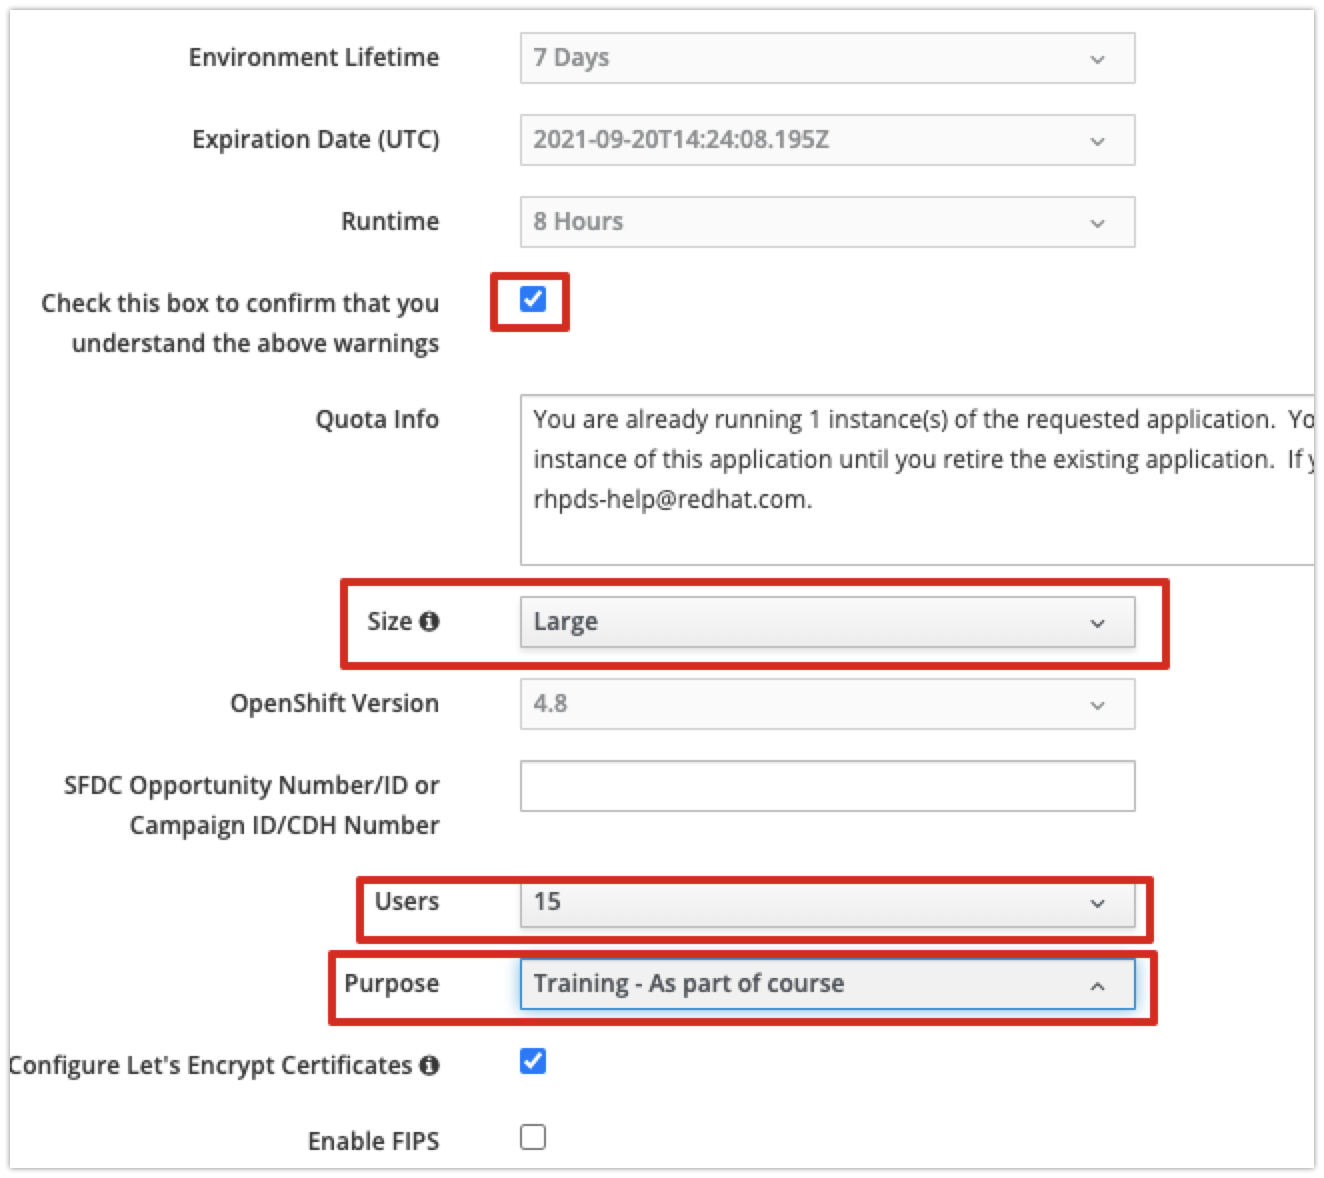 Environment Lifetime 7 Days
Expiration Date (UTC) 2021-09-20T14:24:08.195Z
Runtime 8 Hours
Check this box to confirm that you
understand the above warnings
Quota Info You are already running 1 instance(s) of the requested application. Yo
instance of this application until you retire the existing application. If y
rhpds-help@redhat.com.
Size Large
OpenShift Version 4.8
SFDC Opportunity Number/ID or
Campaign ID/CDH Number
Users 15
Purpose Training - As part of course
Configure Let's Encrypt Certificates
Enable FIPS